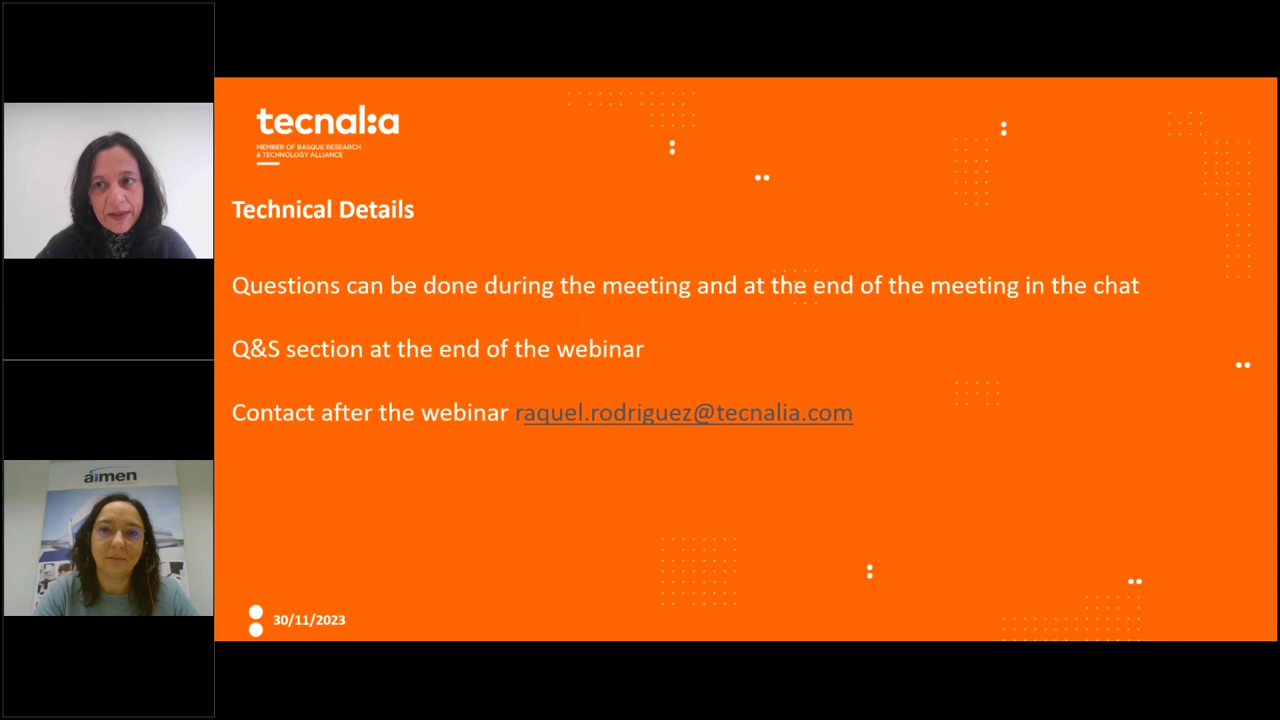 tecnalia
MEMBER OF BASQUE RESEARCH
& TECHNOLOGY ALLIANCE
Technical Details
Questions can be done during the meeting and at the end of the meeting in the chat
Q&S section at the end of the webinar
Contact after the webinar raquel.rodriguez@tecnalia.com
aimen
30/11/2023